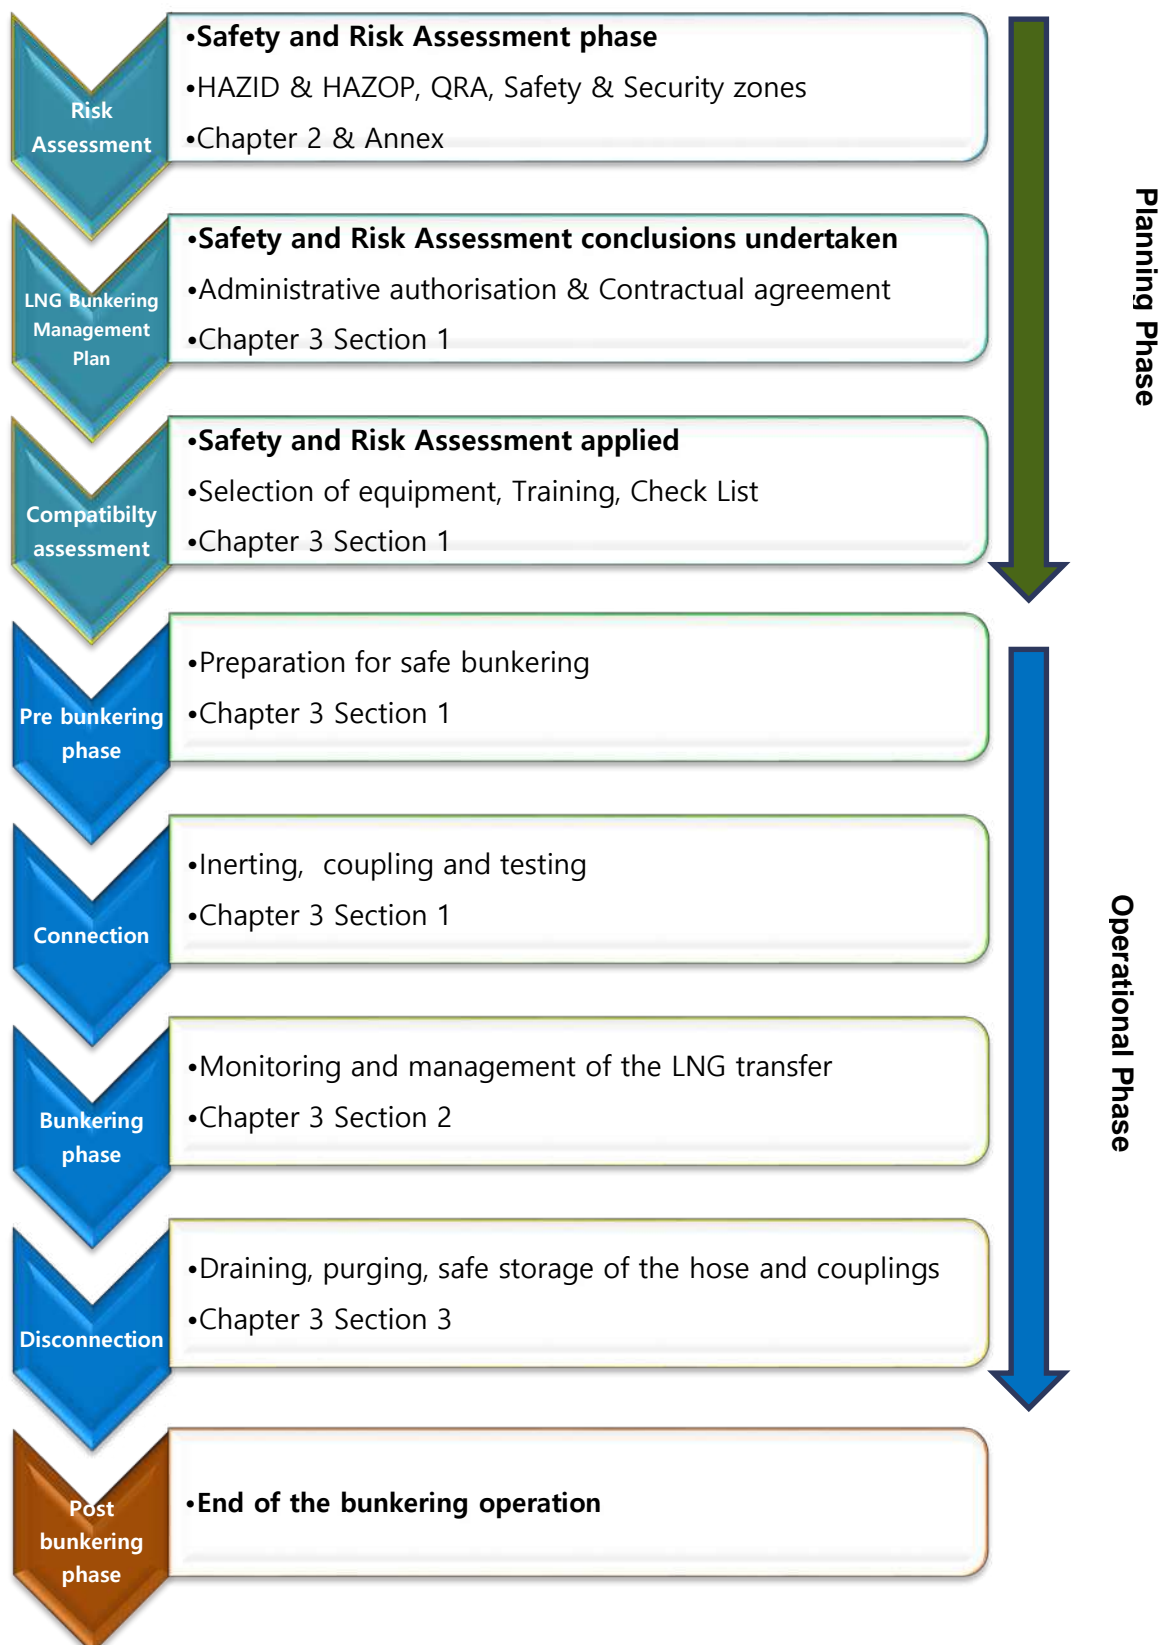 Risk
Assessment
•Safety and Risk Assessment phase
•HAZID & HAZOP, QRA, Safety & Security zones
•Chapter 2 & Annex
LNG Bunkering
Management
Plan
•Safety and Risk Assessment conclusions undertaken
•Administrative authorisation & Contractual agreement
•Chapter 3 Section 1
Compatibilty
assessment
•Safety and Risk Assessment applied
•Selection of equipment, Training, Check List
•Chapter 3 Section 1
Planning Phase
Pre bunkering
phase
•Preparation for safe bunkering
•Chapter 3 Section 1
Connection
•Inerting, coupling and testing
•Chapter 3 Section 1
Bunkering
phase
•Monitoring and management of the LNG transfer
•Chapter 3 Section 2
Disconnection
•Draining, purging, safe storage of the hose and couplings
•Chapter 3 Section 3
Operational Phase
Post
bunkering
phase
•End of the bunkering operation